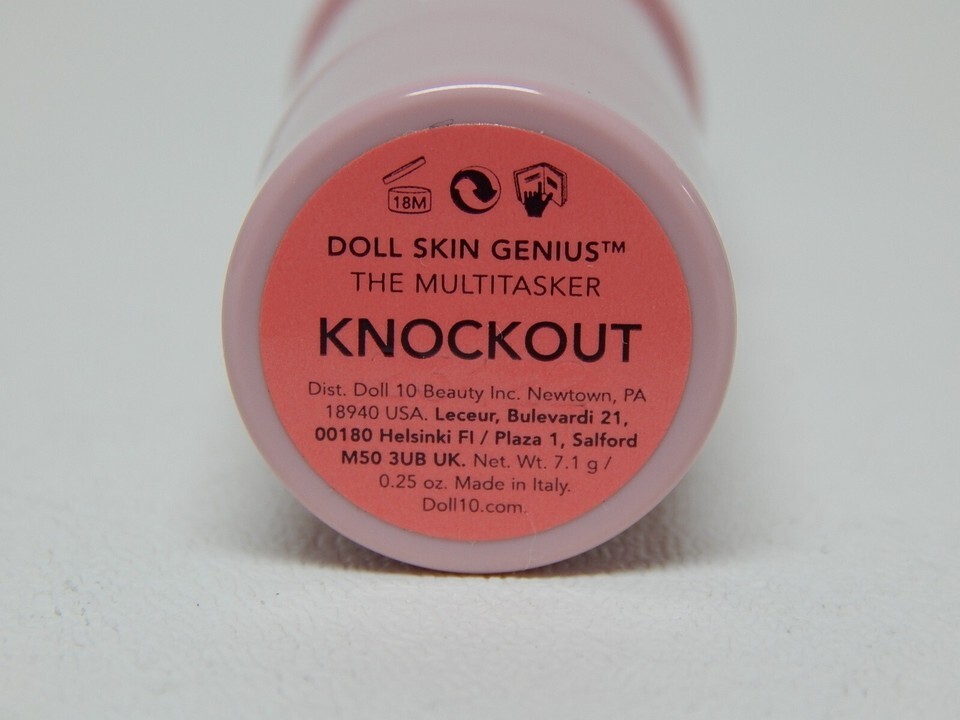 18M
DOLL SKIN GENIUS™
THE MULTITASKER
KNOCKOUT
Dist. Doll 10 Beauty Inc. Newtown, PA
18940 USA. Leceur, Bulevardi 21,
00180 Helsinki FI / Plaza 1, Salford
M50 3UB UK. Net. Wt. 7.1 g /
0.25 oz. Made in Italy.
Doll10.com.